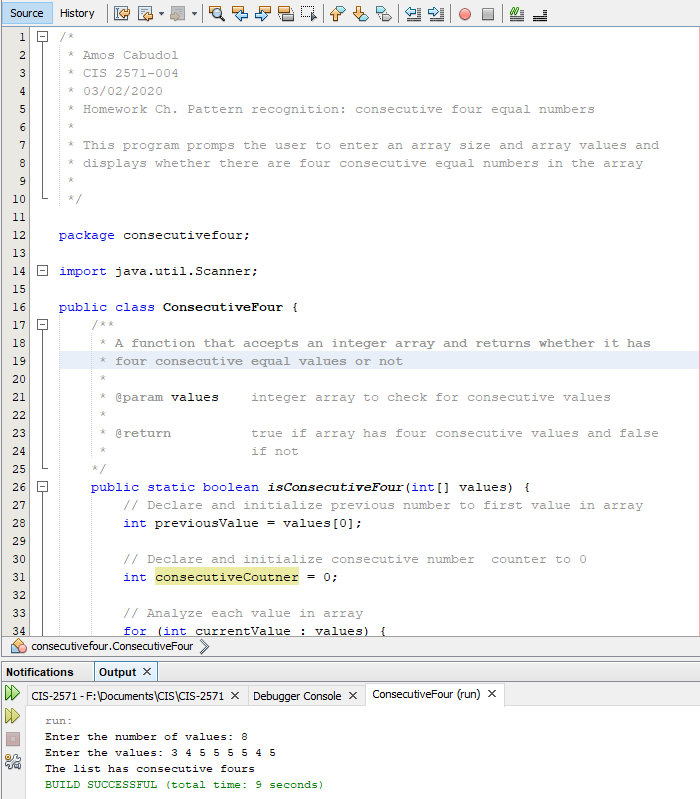 Source History
1 /*
2 * Amos Cabudol
3 * CIS 2571-004
4 * 03/02/2020
5 * Homework Ch. Pattern recognition: consecutive four equal numbers
6 *
7 * This program promps the user to enter an array size and array values and
8 * displays whether there are four consecutive equal numbers in the array
9 *
10 */
11
12 package consecutivefour;
13
14 import java.util.Scanner;
15
16 public class ConsecutiveFour {
17 /**
18 * A function that accepts an integer array and returns whether it has
19 * four consecutive equal values or not
20 *
21 * @param values integer array to check for consecutive values
22 *
23 * @return true if array has four consecutive values and false
24 * if not
25 */
26 public static boolean isConsecutiveFour(int[] values) {
27 // Declare and initialize previous number to first value in array
28 int previousValue = values[0];
29
30 // Declare and initialize consecutive number  counter to 0
31 int consecutiveCoutner = 0;
32
33 // Analyze each value in array
34 for (int currentValue : values) {
consecutivefour.ConsecutiveFour
Notifications Output ×
CIS-2571 - F:\Documents\CIS\CIS-2571 × Debugger Console × ConsecutiveFour (run) ×
run:
Enter the number of values: 8
Enter the values: 3 4 5 5 5 5 4 5
The list has consecutive fours
BUILD SUCCESSFUL (total time: 9 seconds)